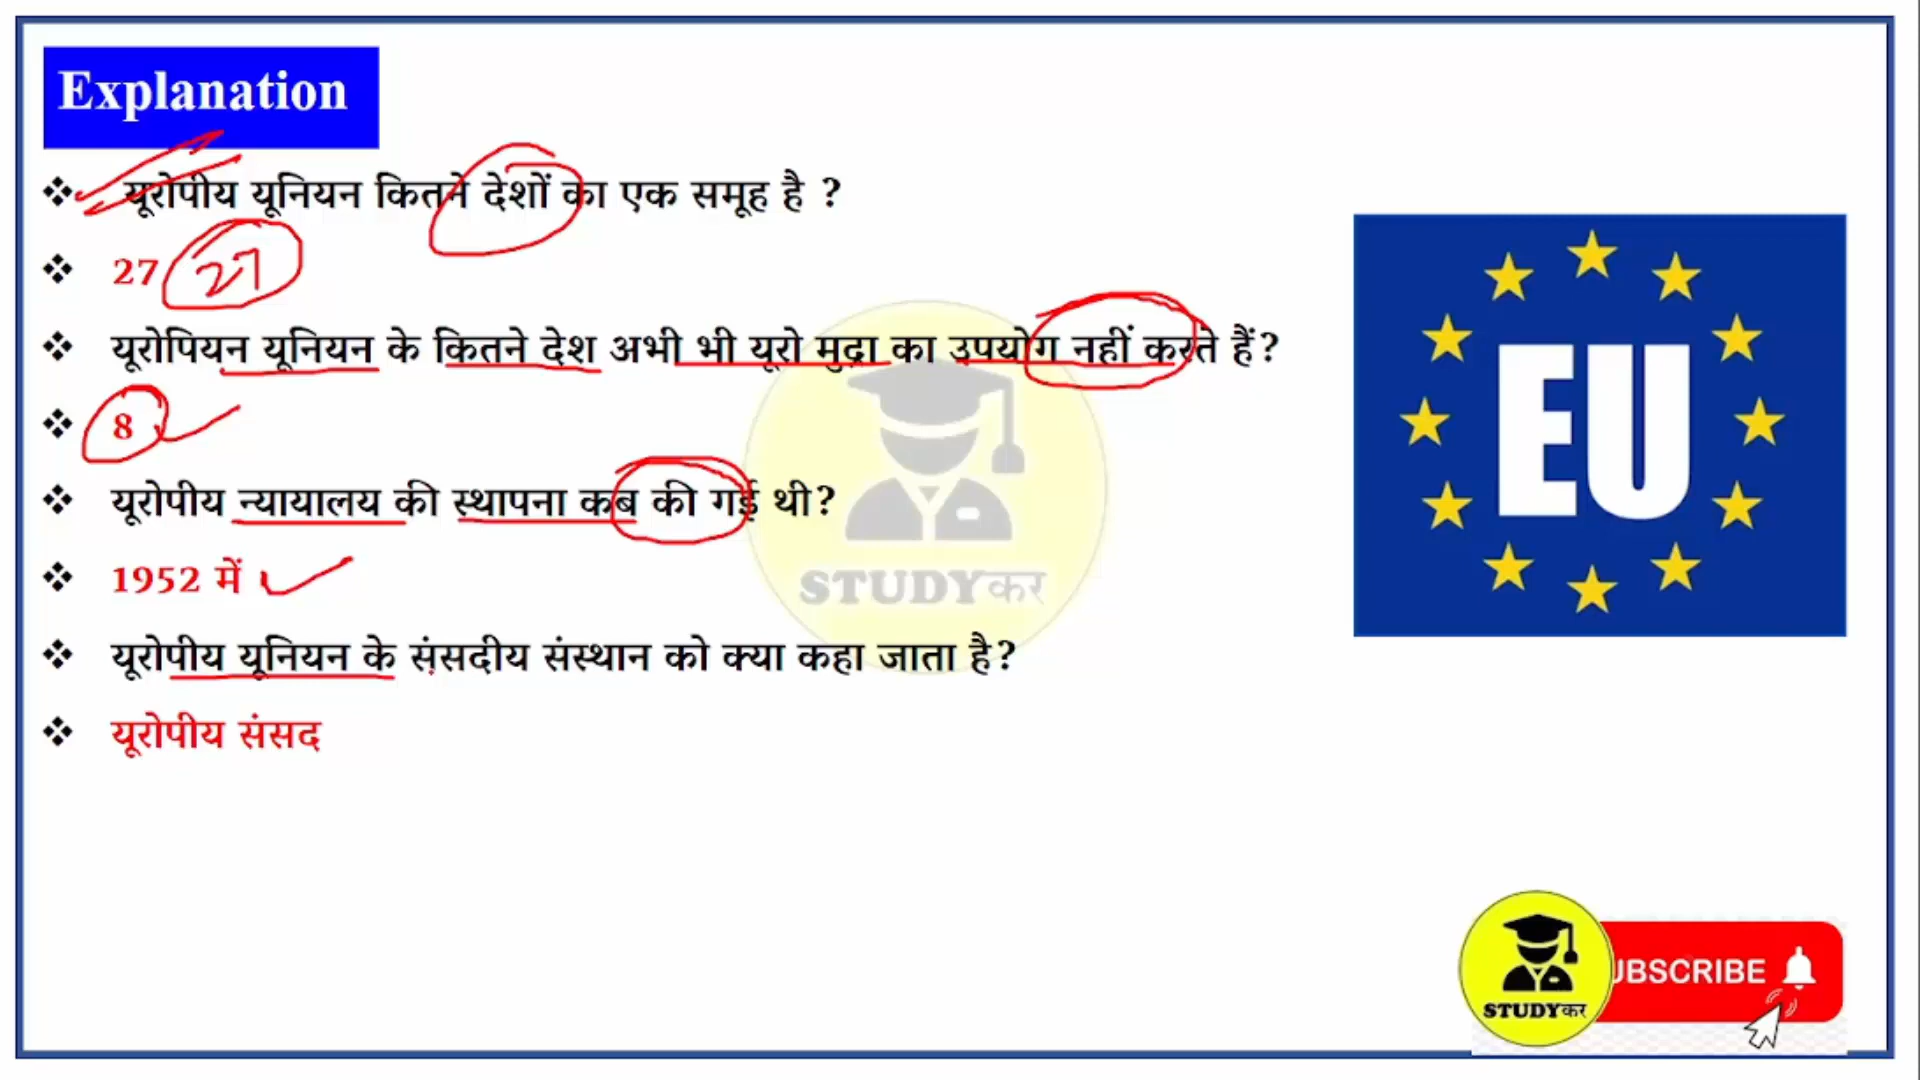 Explanation
यूरोपीय यूनियन कितने देशों का एक समूह है ?
27 27
यूरोपियन यूनियन के कितने देश अभी भी यूरो मुद्रा का उपयोग नहीं करते हैं?
8
यूरोपीय न्यायालय की स्थापना कब की गई थी?
1952 में
यूरोपीय यूनियन के संसदीय संस्थान को क्या कहा जाता है?
यूरोपीय संसद
EU
STUDYकर
UBSCRIBE
STUDYकर